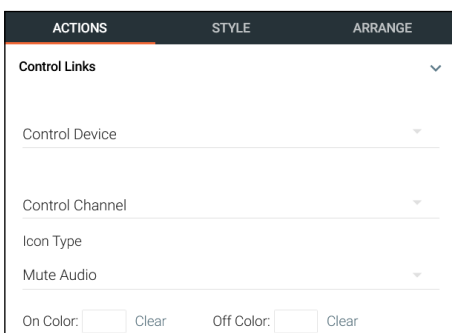 ACTIONS STYLE ARRANGE
Control Links
Control Device
Control Channel
Icon Type
Mute Audio
On Color: Clear Off Color: Clear